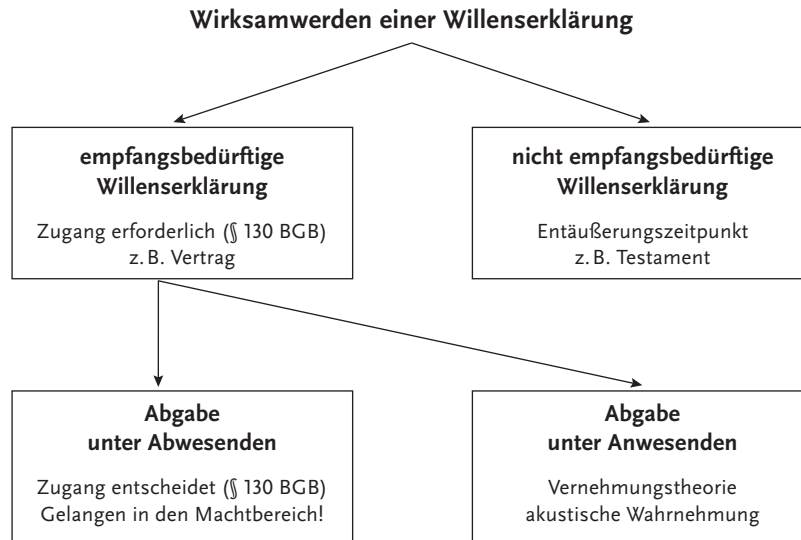 Wirksamwerden einer Willenserklärung
empfangsbedürftige
Willenserklärung
Zugang erforderlich (§ 130 BGB)
z. B. Vertrag
nicht empfangsbedürftige
Willenserklärung
Entäußerungszeitpunkt
z. B. Testament
Abgabe
unter Abwesenden
Zugang entscheidet (§ 130 BGB)
Gelangen in den Machtbereich!
Abgabe
unter Anwesenden
Vernehmungstheorie
akustische Wahrnehmung